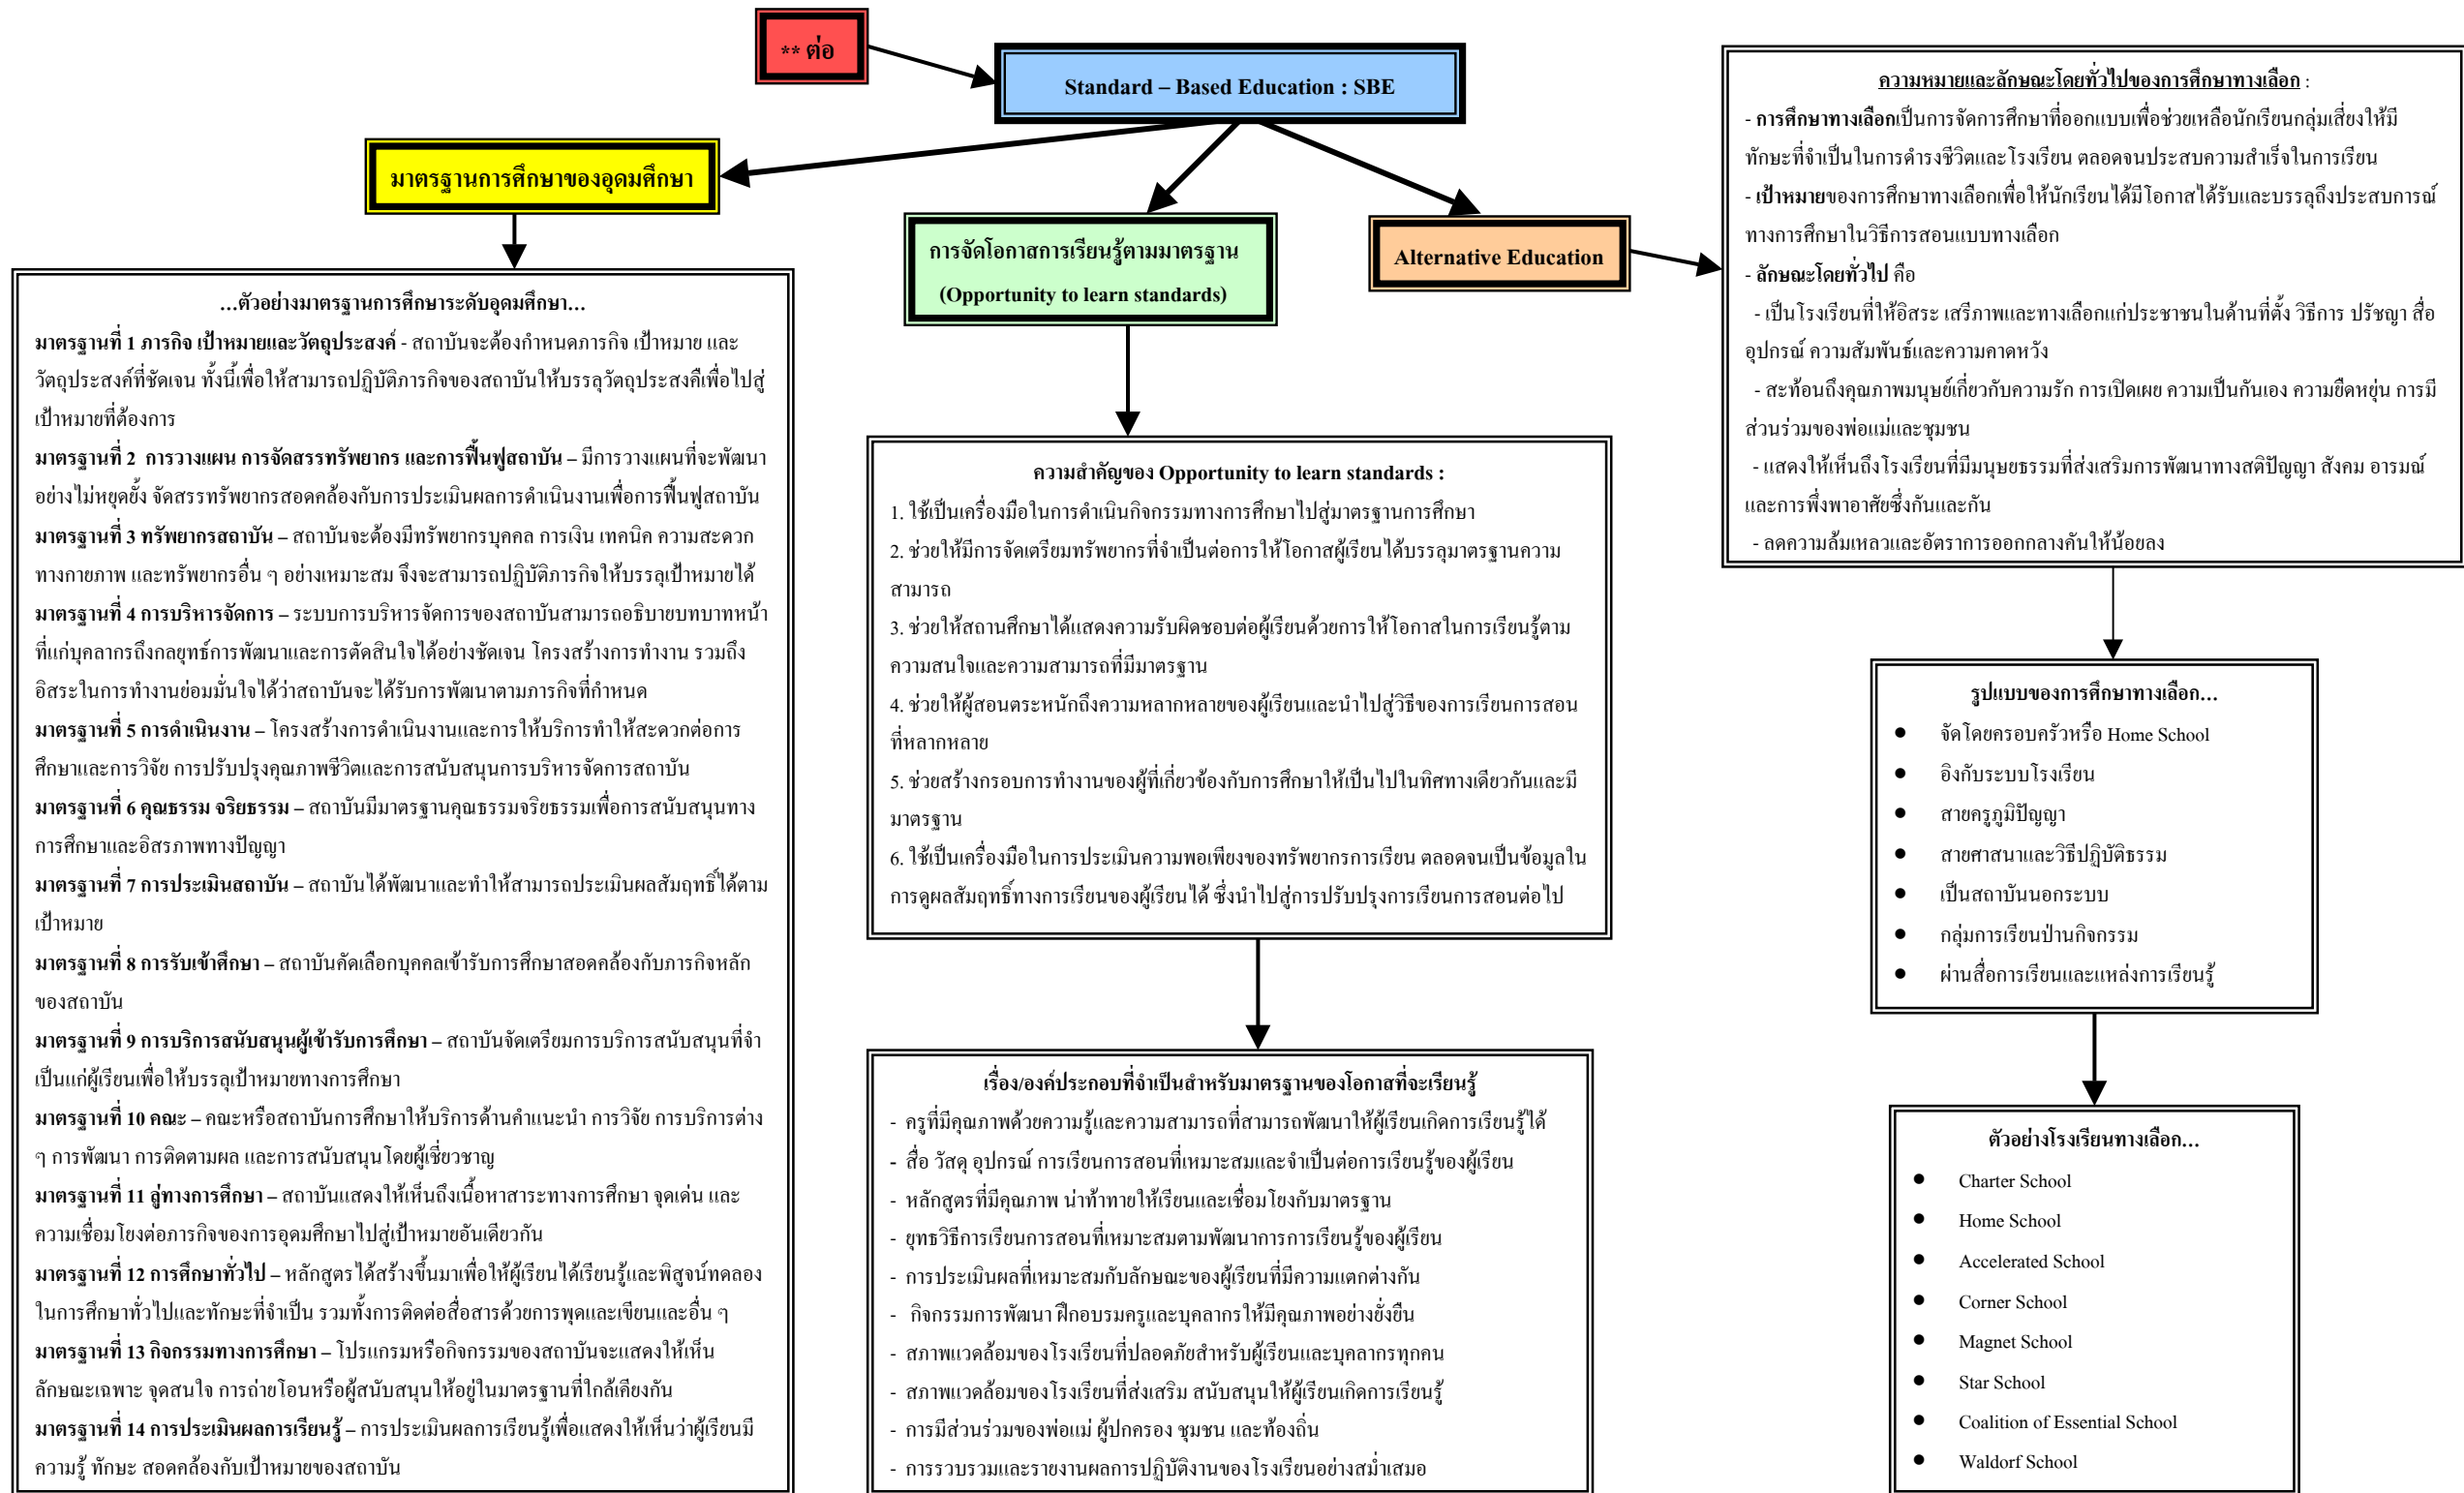 ** ต่อ
Standard – Based Education : SBE
มาตรฐานการศึกษาของอุดมศึกษา
การจัดโอกาสการเรียนรู้ตามมาตรฐาน
(Opportunity to learn standards)
Alternative Education
…ตัวอย่างมาตรฐานการศึกษาระดับอุดมศึกษา…
มาตรฐานที่ 1 ภารกิจ เป้าหมายและวัตถุประสงค์ - สถาบันจะต้องกำหนดภารกิจ เป้าหมาย และ
วัตถุประสงค์ที่ชัดเจน ทั้งนี้เพื่อให้สามารถปฏิบัติภารกิจของสถาบันให้บรรลุวัตถุประสงค์เพื่อไปสู่
เป้าหมายที่ต้องการ
มาตรฐานที่ 2 การวางแผน การจัดสรรทรัพยากร และการฟื้นฟูสถาบัน – มีการวางแผนที่จะพัฒนา
อย่างไม่หยุดยั้ง จัดสรรทรัพยากรสอดคล้องกับการประเมินผลการดำเนินงานเพื่อการฟื้นฟูสถาบัน
มาตรฐานที่ 3 ทรัพยากรสถาบัน – สถาบันจะต้องมีทรัพยากรบุคคล การเงิน เทคนิค ความสะดวก
ทางกายภาพ และทรัพยากรอื่น ๆ อย่างเหมาะสม จึงจะสามารถปฏิบัติภารกิจให้บรรลุเป้าหมายได้
มาตรฐานที่ 4 การบริหารจัดการ – ระบบการบริหารจัดการของสถาบันสามารถอธิบายบทบาทหน้า
ที่แก่บุคลากรถึงกลยุทธ์การพัฒนาและการตัดสินใจได้อย่างชัดเจน โครงสร้างการทำงาน รวมถึง
อิสระในการทำงานย่อมมั่นใจได้ว่าสถาบันจะได้รับการพัฒนาตามภารกิจที่กำหนด
มาตรฐานที่ 5 การดำเนินงาน – โครงสร้างการดำเนินงานและการให้บริการทำให้สะดวกต่อการ
ศึกษาและการวิจัย การปรับปรุงคุณภาพชีวิตและการสนับสนุนการบริหารจัดการสถาบัน
มาตรฐานที่ 6 คุณธรรม จริยธรรม – สถาบันมีมาตรฐานคุณธรรมจริยธรรมเพื่อการสนับสนุนทาง
การศึกษาและอิสรภาพทางปัญญา
มาตรฐานที่ 7 การประเมินสถาบัน – สถาบันได้พัฒนาและทำให้สามารถประเมินผลสัมฤทธิ์ได้ตาม
เป้าหมาย
มาตรฐานที่ 8 การรับเข้าศึกษา – สถาบันคัดเลือกบุคคลเข้ารับการศึกษาสอดคล้องกับภารกิจหลัก
ของสถาบัน
มาตรฐานที่ 9 การบริการสนับสนุนผู้เข้ารับการศึกษา – สถาบันจัดเตรียมการบริการสนับสนุนที่จำ
เป็นแก่ผู้เรียนเพื่อให้บรรลุเป้าหมายทางการศึกษา
มาตรฐานที่ 10 คณะ – คณะหรือสถาบันการศึกษาให้บริการด้านคำแนะนำ การวิจัย การบริการต่าง
ๆ การพัฒนา การติดตามผล และการสนับสนุนโดยผู้เชี่ยวชาญ
มาตรฐานที่ 11 ลู่ทางการศึกษา – สถาบันแสดงให้เห็นถึงเนื้อหาสาระทางการศึกษา จุดเด่น และ
ความเชื่อมโยงต่อภารกิจของการอุดมศึกษาไปสู่เป้าหมายอันเดียวกัน
มาตรฐานที่ 12 การศึกษาทั่วไป – หลักสูตรได้สร้างขึ้นมาเพื่อให้ผู้เรียนได้เรียนรู้และพิสูจน์ทดลอง
ในการศึกษาทั่วไปและทักษะที่จำเป็น รวมทั้งการติดต่อสื่อสารด้วยการพุดและเขียนและอื่น ๆ
มาตรฐานที่ 13 กิจกรรมทางการศึกษา – โปรแกรมหรือกิจกรรมของสถาบันจะแสดงให้เห็น
ลักษณะเฉพาะ จุดสนใจ การถ่ายโอนหรือผู้สนับสนุนให้อยู่ในมาตรฐานที่ใกล้เคียงกัน
มาตรฐานที่ 14 การประเมินผลการเรียนรู้ – การประเมินผลการเรียนรู้เพื่อแสดงให้เห็นว่าผู้เรียนมี
ความรู้ ทักษะ สอดคล้องกับเป้าหมายของสถาบัน
ความสำคัญของ Opportunity to learn standards :
1. ใช้เป็นเครื่องมือในการดำเนินกิจกรรมทางการศึกษาไปสู่มาตรฐานการศึกษา
2. ช่วยให้มีการจัดเตรียมทรัพยากรที่จำเป็นต่อการให้โอกาสผู้เรียนได้บรรลุมาตรฐานความ
สามารถ
3. ช่วยให้สถานศึกษาได้แสดงความรับผิดชอบต่อผู้เรียนด้วยการให้โอกาสในการเรียนรู้ตาม
ความสนใจและความสามารถที่มีมาตรฐาน
4. ช่วยให้ผู้สอนตระหนักถึงความหลากหลายของผู้เรียนและนำไปสู่วิธีของการเรียนการสอน
ที่หลากหลาย
5. ช่วยสร้างกรอบการทำงานของผู้ที่เกี่ยวข้องกับการศึกษาให้เป็นไปในทิศทางเดียวกันและมี
มาตรฐาน
6. ใช้เป็นเครื่องมือในการประเมินความพอเพียงของทรัพยากรการเรียน ตลอดจนเป็นข้อมูลใน
การดูผลสัมฤทธิ์ทางการเรียนของผู้เรียนได้ ซึ่งนำไปสู่การปรับปรุงการเรียนการสอนต่อไป
เรื่อง/องค์ประกอบที่จำเป็นสำหรับมาตรฐานของโอกาสที่จะเรียนรู้
- ครูที่มีคุณภาพด้วยความรู้และความสามารถที่สามารถพัฒนาให้ผู้เรียนเกิดการเรียนรู้ได้
- สื่อ วัสดุ อุปกรณ์ การเรียนการสอนที่เหมาะสมและจำเป็นต่อการเรียนรู้ของผู้เรียน
- หลักสูตรที่มีคุณภาพ น่าท้าทายให้เรียนและเชื่อมโยงกับมาตรฐาน
- ยุทธวิธีการเรียนการสอนที่เหมาะสมตามพัฒนาการการเรียนรู้ของผู้เรียน
- การประเมินผลที่เหมาะสมกับลักษณะของผู้เรียนที่มีความแตกต่างกัน
- กิจกรรมการพัฒนา ฝึกอบรมครูและบุคลากรให้มีคุณภาพอย่างยั่งยืน
- สภาพแวดล้อมของโรงเรียนที่ปลอดภัยสำหรับผู้เรียนและบุคลากรทุกคน
- สภาพแวดล้อมของโรงเรียนที่ส่งเสริม สนับสนุนให้ผู้เรียนเกิดการเรียนรู้
- การมีส่วนร่วมของพ่อแม่ ผู้ปกครอง ชุมชน และท้องถิ่น
- การรวบรวมและรายงานผลการปฏิบัติงานของโรงเรียนอย่างสม่ำเสมอ
ความหมายและลักษณะโดยทั่วไปของการศึกษาทางเลือก :
- การศึกษาทางเลือกเป็นการจัดการศึกษาที่ออกแบบเพื่อช่วยเหลือนักเรียนกลุ่มเสี่ยงให้มี
ทักษะที่จำเป็นในการดำรงชีวิตและโรงเรียน ตลอดจนประสบความสำเร็จในการเรียน
- เป้าหมายของการศึกษาทางเลือกเพื่อให้นักเรียนได้มีโอกาสได้รับและบรรลุถึงประสบการณ์
ทางการศึกษาในวิธีการสอนแบบทางเลือก
- ลักษณะโดยทั่วไป คือ
- เป็นโรงเรียนที่ให้อิสระ เสรีภาพและทางเลือกแก่ประชาชนในด้านที่ตั้ง วิธีการ ปรัชญา สื่อ
อุปกรณ์ ความสัมพันธ์และความคาดหวัง
- สะท้อนถึงคุณภาพมนุษย์เกี่ยวกับความรัก การเปิดเผย ความเป็นกันเอง ความยืดหยุ่น การมี
ส่วนร่วมของพ่อแม่และชุมชน
- แสดงให้เห็นถึงโรงเรียนที่มีมนุษยธรรมที่ส่งเสริมการพัฒนาทางสติปัญญา สังคม อารมณ์
และการพึ่งพาอาศัยซึ่งกันและกัน
- ลดความล้มเหลวและอัตราการออกกลางคันให้น้อยลง
รูปแบบของการศึกษาทางเลือก…
● จัดโดยครอบครัวหรือ Home School
● อิงกับระบบโรงเรียน
● สายครูภูมิปัญญา
● สายศาสนาและวิธีปฏิบัติธรรม
● เป็นสถาบันนอกระบบ
● กลุ่มการเรียนป่านกิจกรรม
● ผ่านสื่อการเรียนและแหล่งการเรียนรู้
ตัวอย่างโรงเรียนทางเลือก…
● Charter School
● Home School
● Accelerated School
● Corner School
● Magnet School
● Star School
● Coalition of Essential School
● Waldorf School